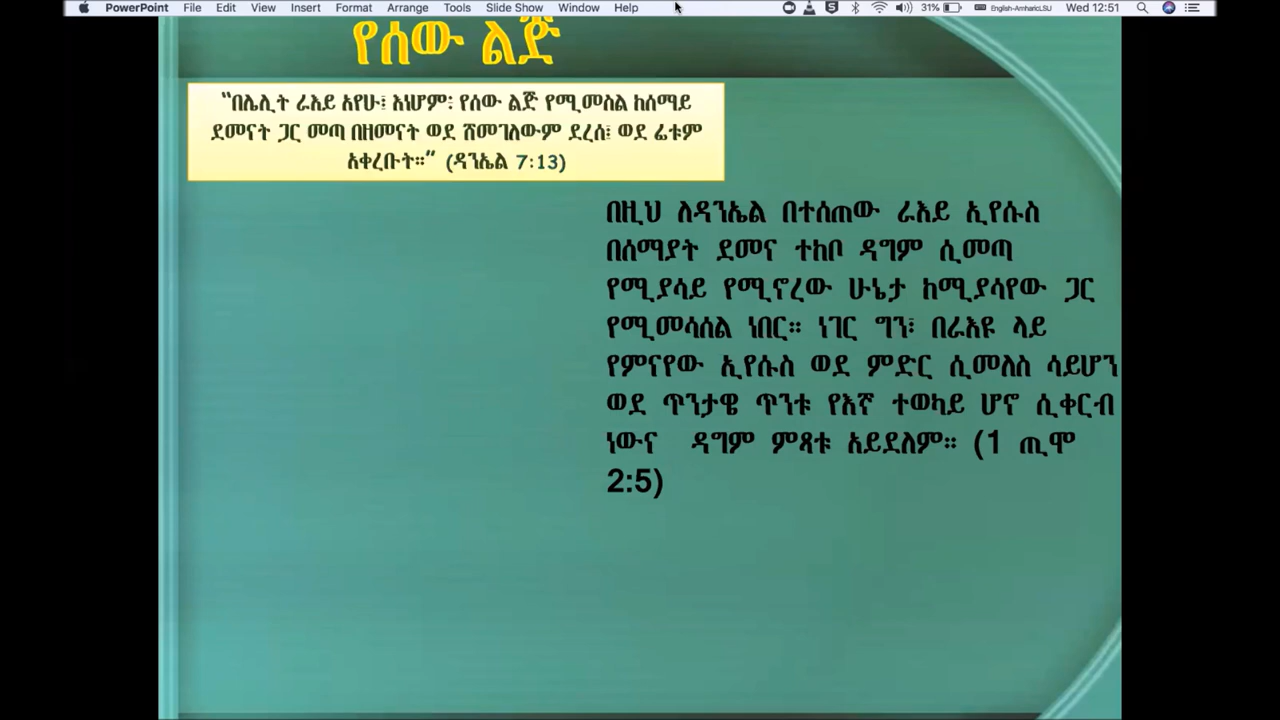 PowerPoint File Edit View Insert Format Arrange Tools Slide Show Window Help 31% English-AmharicLSU Wed 12:51
የሰው ልጅ
“በሌሊት ራእይ አየሁ፤ እነሆም፡ የሰው ልጅ የሚመስል ከሰማይ
ደመናት ጋር መጣ በዘመናት ወደ ሸመገለውም ደረሰ፤ ወደ ፊቱም
አቀረቡት።” (ዳንኤል 7:13)
በዚህ ለዳንኤል በተሰጠው ራእይ ኢየሱስ
በሰማያት ደመና ተከቦ ዳግም ሲመጣ
የሚያሳይ የሚኖረው ሁኔታ ከሚያሳየው ጋር
የሚመሳሰል ነበር። ነገር ግን፤ በራእዩ ላይ
የምናየው ኢየሱስ ወደ ምድር ሲመለስ ሳይሆን
ወደ ጥንታዌ ጥንቱ የእኛ ተወካይ ሆኖ ሲቀርብ
ነውና ዳግም ምጻቱ አይደለም። (1 ጢሞ
2:5)